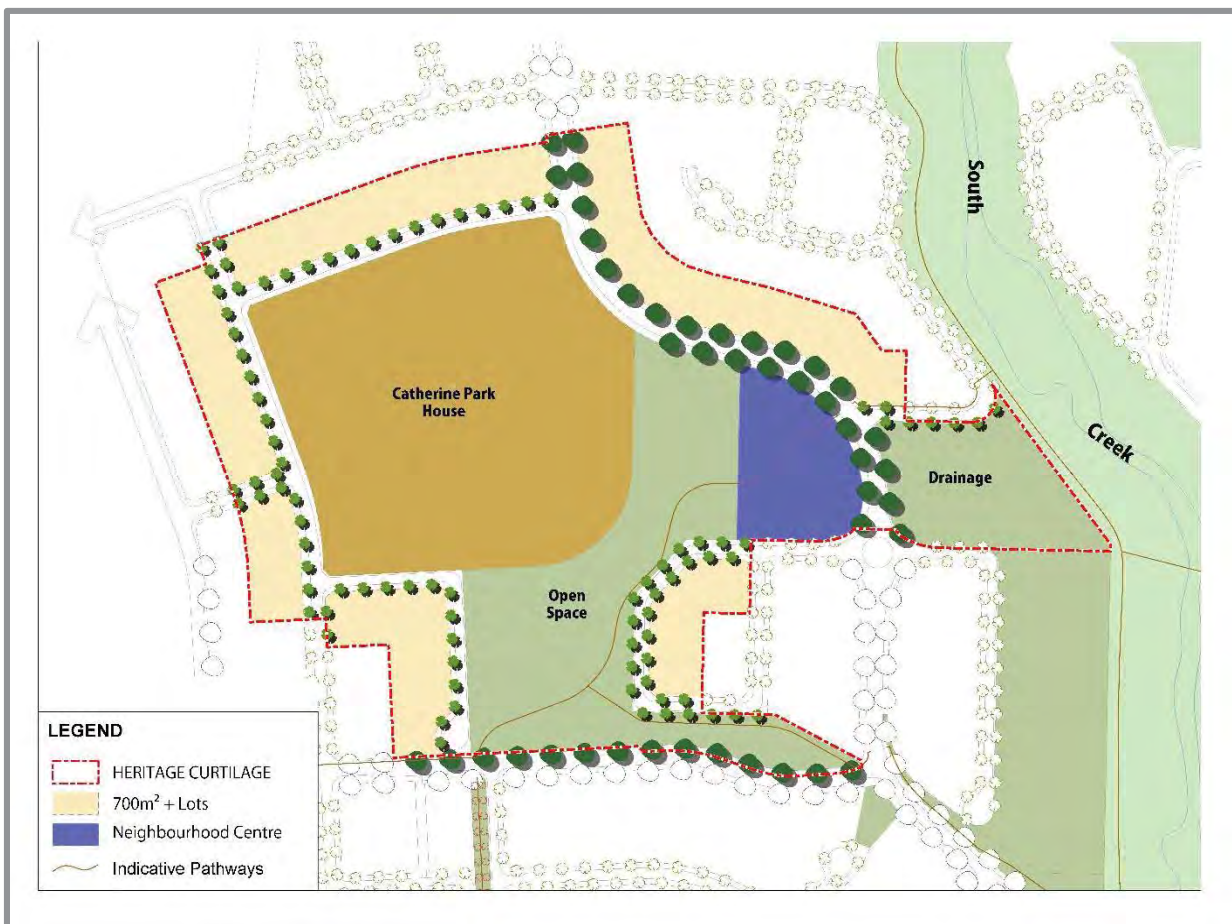 South
Creek
Catherine Park
House
Drainage
Open
Space
LEGEND
HERITAGE CURTILAGE
700m² + Lots
Neighbourhood Centre
Indicative Pathways